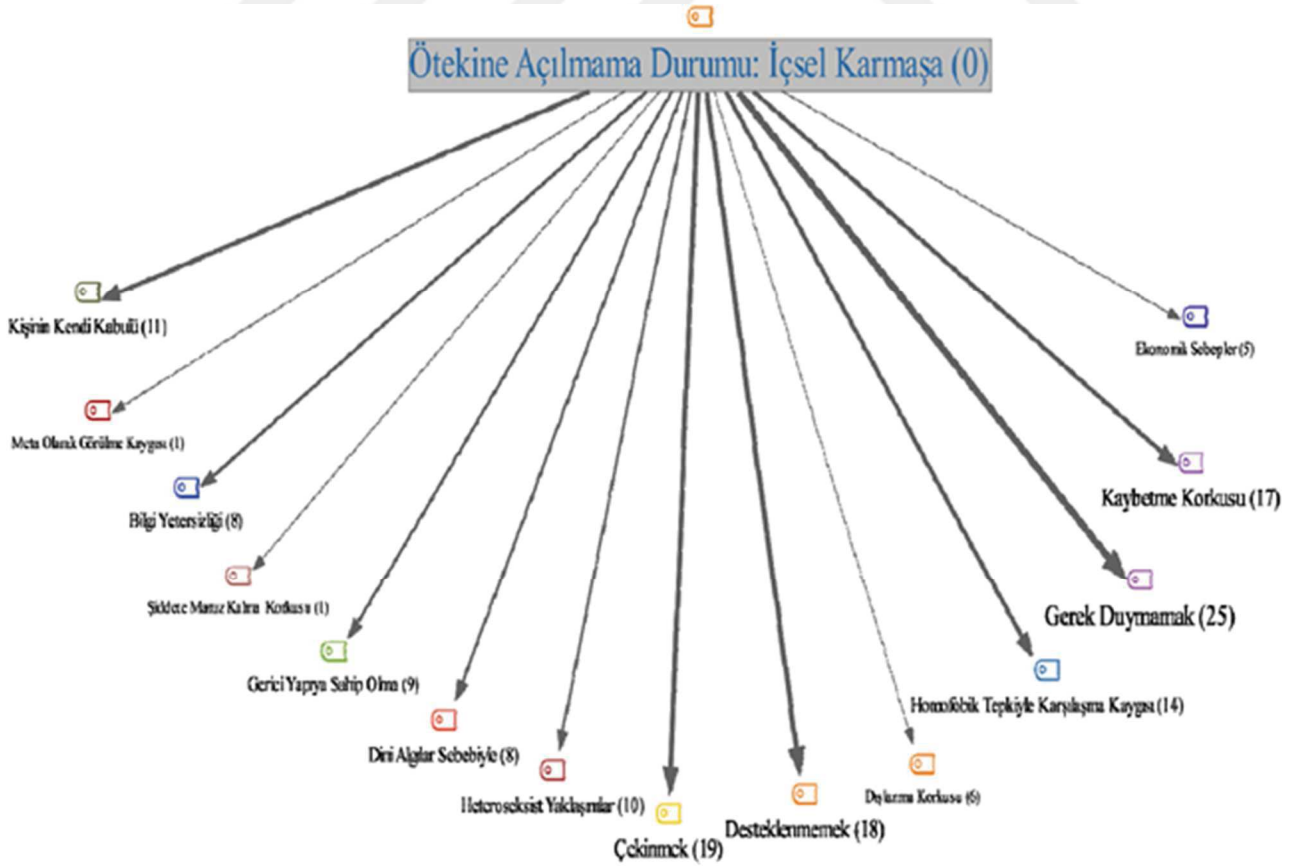 Ötekine Açılmama Durumu: İçsel Karmaşa (0)
Kişinin Kendi Kabulü (11)
Ekonomik Sebepler (5)
Meta Olarak Görülme Kaygısı (1)
Kaybetme Korkusu (17)
Bilgi Yetersizliği (8)
Şiddete Maruz Kalma Korkusu (1)
Gerek Duymamak (25)
Gerici Yapıya Sahip Olma (9)
Homofobik Tepkiyle Karşılaşma Kaygısı (14)
Dini Algılar Sebebiyle (8)
Heteroseksist Yaklaşımlar (10)
Dışlanma Korkusu (6)
Desteklenmemek (18)
Çekinmek (19)